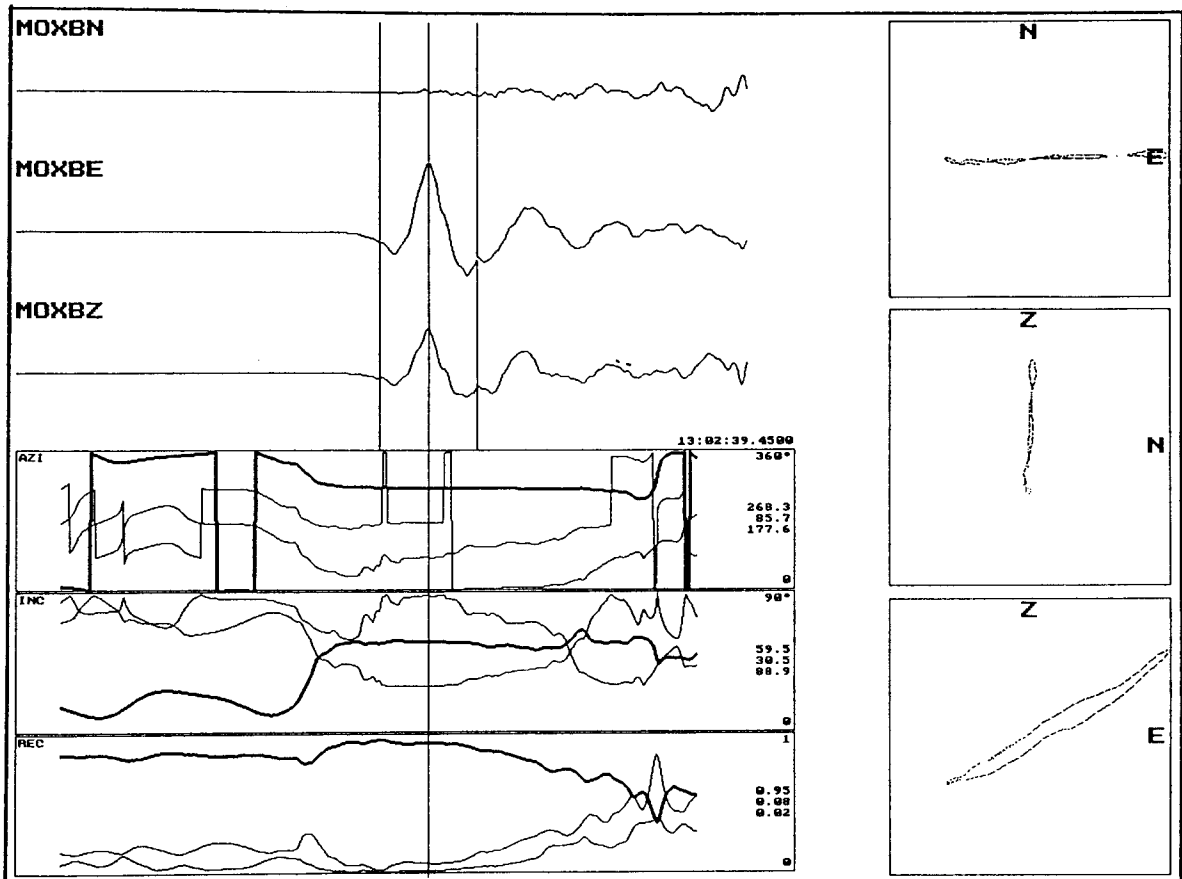 MOXBN
MOXBE
MOXBZ
13:02:39.4500
AZI
360°
268.3
85.7
177.6
0
INC
90°
59.5
30.5
88.9
0
REC
1
0.95
0.08
0.02
0
N
E
Z
N
Z
E